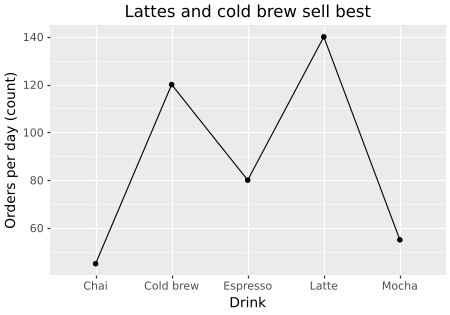 Lattes and cold brew sell best
Orders per day (count)
140
120
100
80
60
Chai
Cold brew
Espresso
Latte
Mocha
Drink